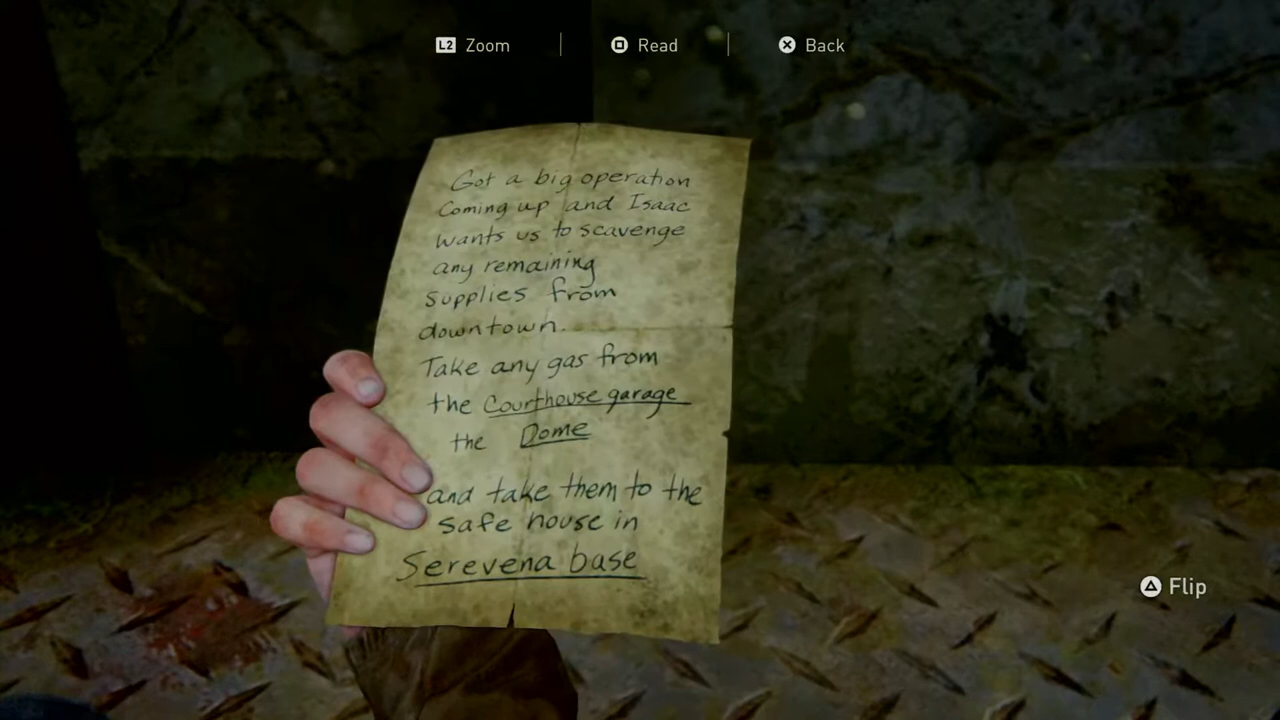 L2 Zoom | Read | Back
Got a big operation
Coming up and Isaac
wants us to scavenge
any remaining
supplies from
downtown.
Take any gas from
the Courthouse garage
the Dome
and take them to the
safe house in
Serevena base
Flip